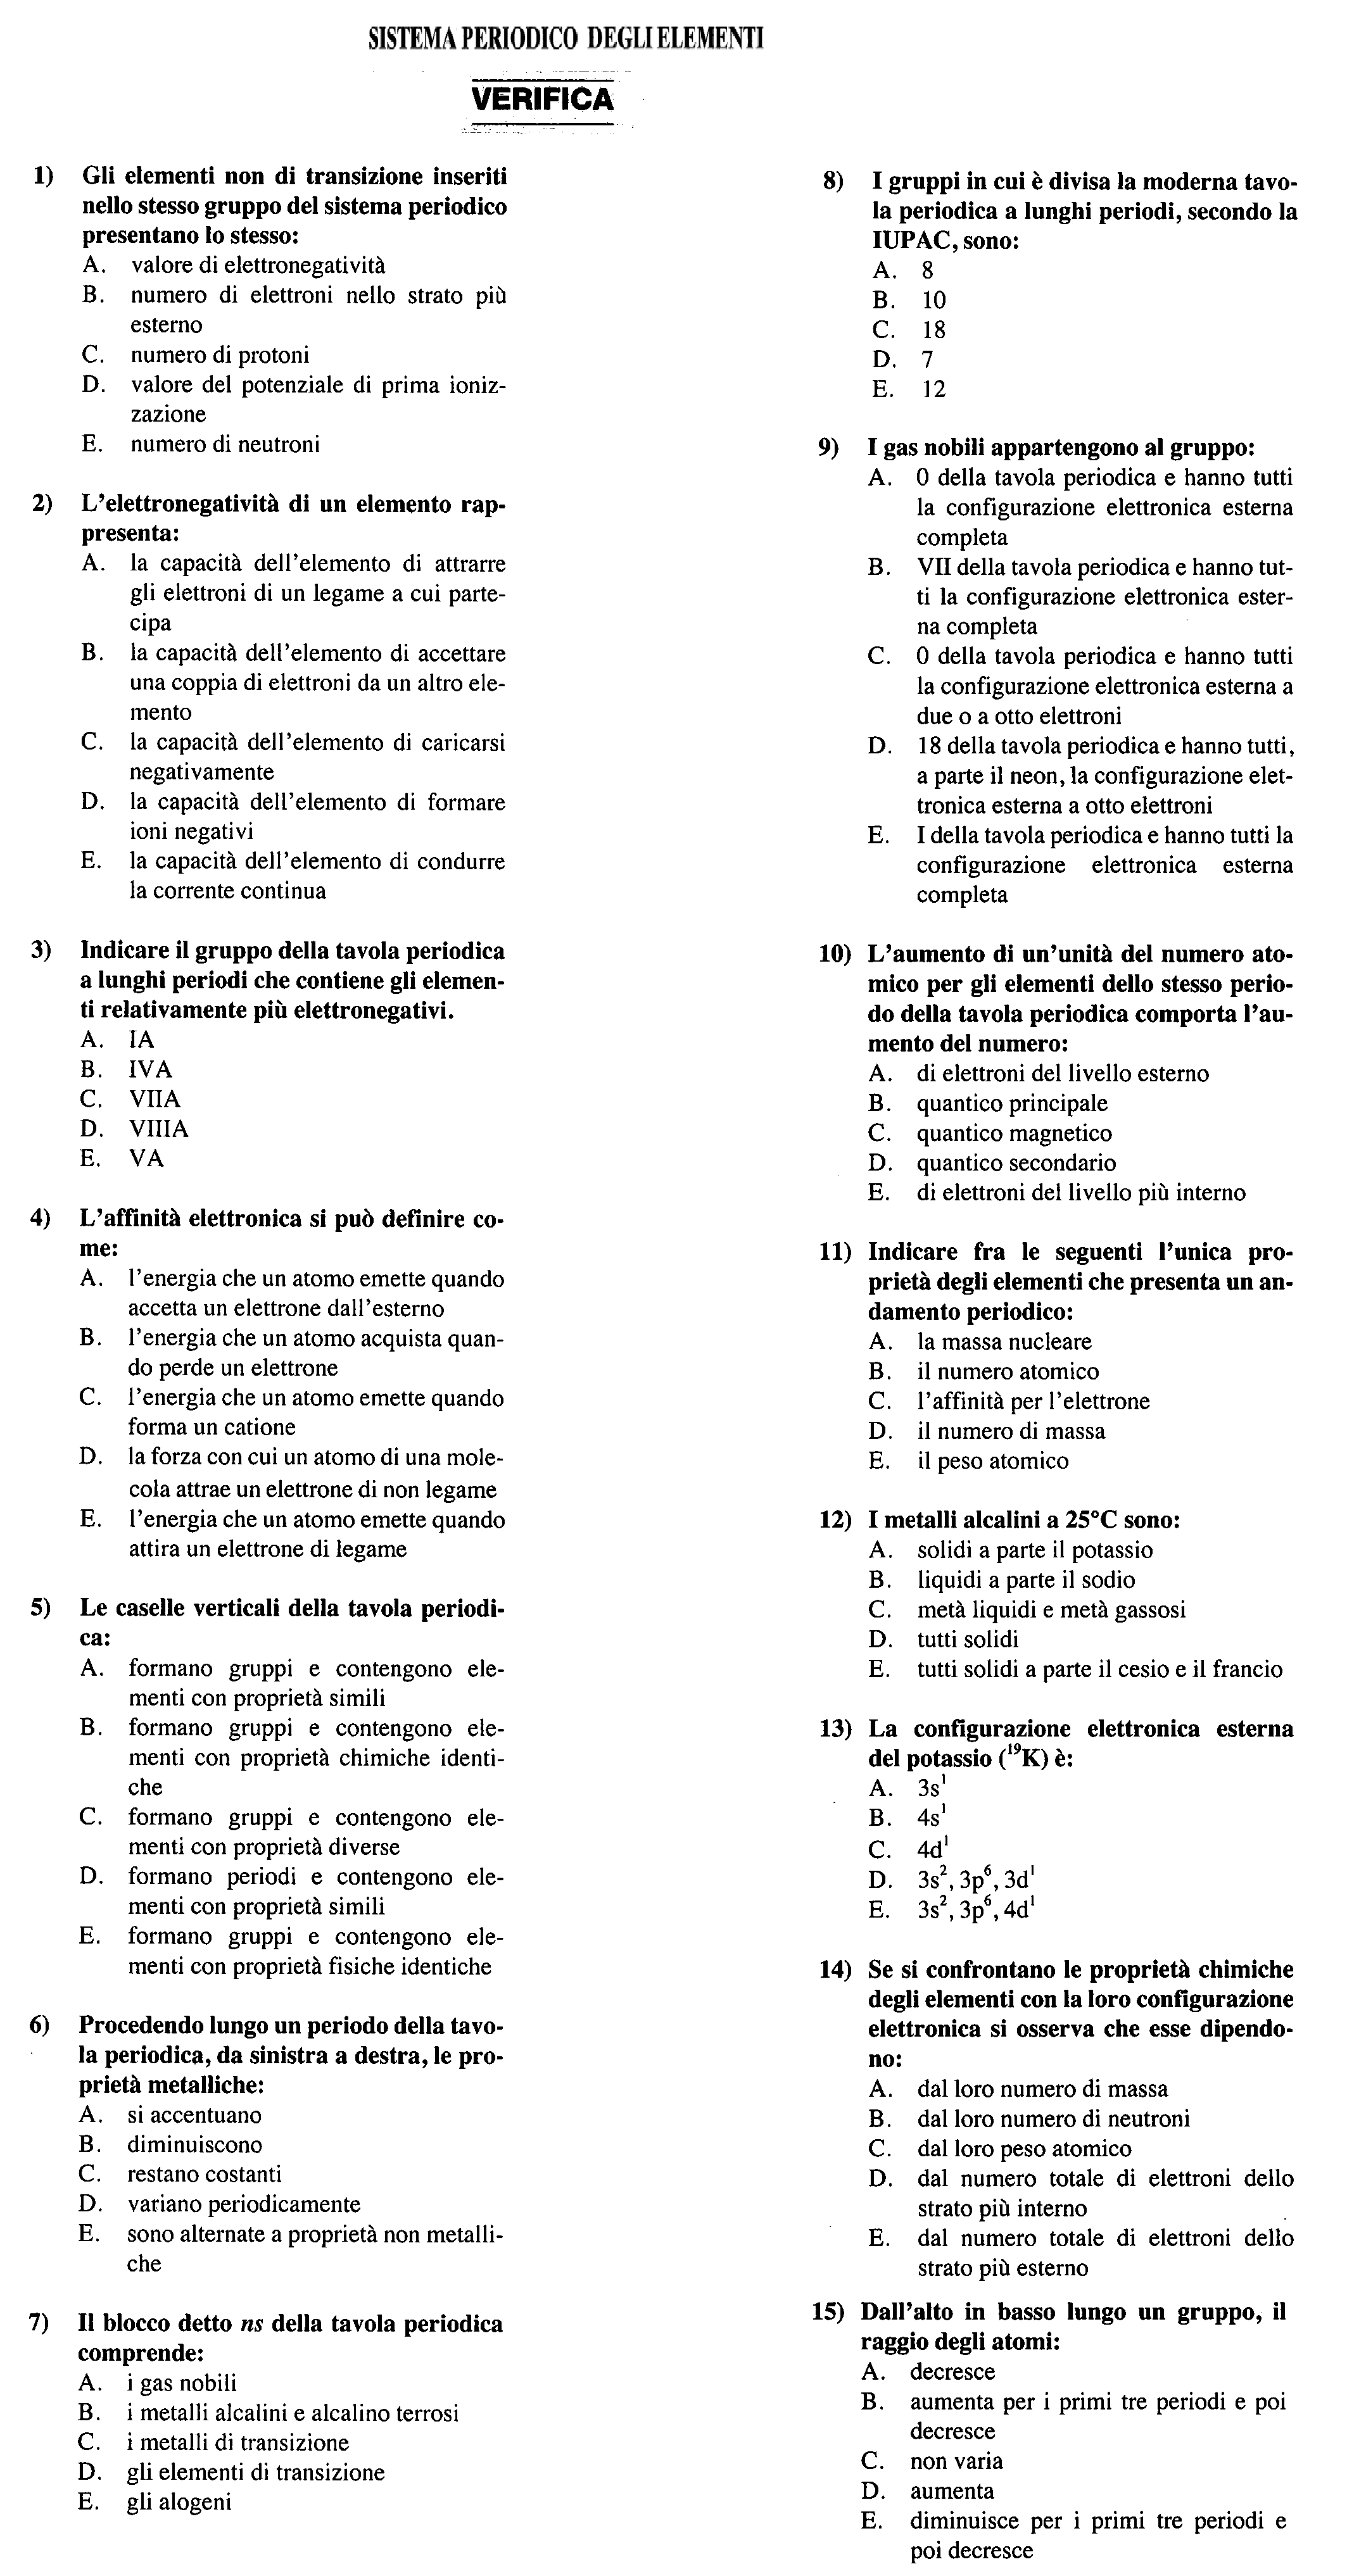 SISTEMA PERIODICO DEGLI ELEMENTI
VERIFICA
1) Gli elementi non di transizione inseriti
nello stesso gruppo del sistema periodico
presentano lo stesso:
A. valore di elettronegatività
B. numero di elettroni nello strato più
esterno
C. numero di protoni
D. valore del potenziale di prima ioniz-
zazione
E. numero di neutroni
2) L'elettronegatività di un elemento rap-
presenta:
A. la capacità dell'elemento di attrarre
gli elettroni di un legame a cui parte-
cipa
B. la capacità dell'elemento di accettare
una coppia di elettroni da un altro ele-
mento
C. la capacità dell'elemento di caricarsi
negativamente
D. la capacità dell'elemento di formare
ioni negativi
E. la capacità dell'elemento di condurre
la corrente continua
3) Indicare il gruppo della tavola periodica
a lunghi periodi che contiene gli elemen-
ti relativamente più elettronegativi.
A. IA
B. IVA
C. VIIA
D. VIIIA
E. VA
4) L'affinità elettronica si può definire co-
me:
A. l'energia che un atomo emette quando
accetta un elettrone dall'esterno
B. l'energia che un atomo acquista quan-
do perde un elettrone
C. l'energia che un atomo emette quando
forma un catione
D. la forza con cui un atomo di una mole-
cola attrae un elettrone di non legame
E. l'energia che un atomo emette quando
attira un elettrone di legame
5) Le caselle verticali della tavola periodi-
ca:
A. formano gruppi e contengono ele-
menti con proprietà simili
B. formano gruppi e contengono ele-
menti con proprietà chimiche identi-
che
C. formano gruppi e contengono ele-
menti con proprietà diverse
D. formano periodi e contengono ele-
menti con proprietà simili
E. formano gruppi e contengono ele-
menti con proprietà fisiche identiche
6) Procedendo lungo un periodo della tavo-
la periodica, da sinistra a destra, le pro-
prietà metalliche:
A. si accentuano
B. diminuiscono
C. restano costanti
D. variano periodicamente
E. sono alternate a proprietà non metalli-
che
7) Il blocco detto ns della tavola periodica
comprende:
A. i gas nobili
B. i metalli alcalini e alcalino terrosi
C. i metalli di transizione
D. gli elementi di transizione
E. gli alogeni
8) I gruppi in cui è divisa la moderna tavo-
la periodica a lunghi periodi, secondo la
IUPAC, sono:
A. 8
B. 10
C. 18
D. 7
E. 12
9) I gas nobili appartengono al gruppo:
A. 0 della tavola periodica e hanno tutti
la configurazione elettronica esterna
completa
B. VII della tavola periodica e hanno tut-
ti la configurazione elettronica ester-
na completa
C. 0 della tavola periodica e hanno tutti
la configurazione elettronica esterna a
due o a otto elettroni
D. 18 della tavola periodica e hanno tutti,
a parte il neon, la configurazione elet-
tronica esterna a otto elettroni
E. I della tavola periodica e hanno tutti la
configurazione elettronica esterna
completa
10) L'aumento di un'unità del numero ato-
mico per gli elementi dello stesso perio-
do della tavola periodica comporta l'au-
mento del numero:
A. di elettroni del livello esterno
B. quantico principale
C. quantico magnetico
D. quantico secondario
E. di elettroni del livello più interno
11) Indicare fra le seguenti l'unica pro-
prietà degli elementi che presenta un an-
damento periodico:
A. la massa nucleare
B. il numero atomico
C. l'affinità per l'elettrone
D. il numero di massa
E. il peso atomico
12) I metalli alcalini a 25°C sono:
A. solidi a parte il potassio
B. liquidi a parte il sodio
C. metà liquidi e metà gassosi
D. tutti solidi
E. tutti solidi a parte il cesio e il francio
13) La configurazione elettronica esterna
del potassio (¹⁹K) è:
A. 3s¹
B. 4s¹
C. 4d¹
D. 3s², 3p⁶, 3d¹
E. 3s², 3p⁶, 4d¹
14) Se si confrontano le proprietà chimiche
degli elementi con la loro configurazione
elettronica si osserva che esse dipendo-
no:
A. dal loro numero di massa
B. dal loro numero di neutroni
C. dal loro peso atomico
D. dal numero totale di elettroni dello
strato più interno
E. dal numero totale di elettroni dello
strato più esterno
15) Dall'alto in basso lungo un gruppo, il
raggio degli atomi:
A. decresce
B. aumenta per i primi tre periodi e poi
decresce
C. non varia
D. aumenta
E. diminuisce per i primi tre periodi e
poi decresce